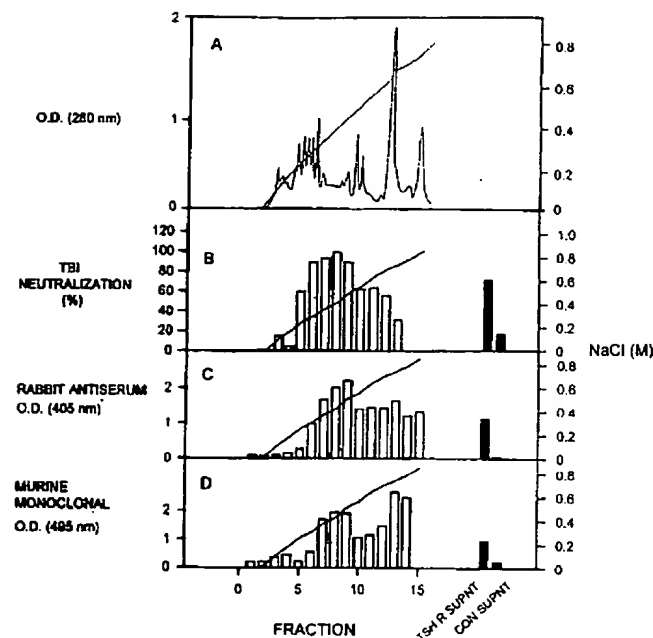 2
A
0.8
0.6
O.D. (280 nm)
1
0.4
0.2
0
0
120
B
1.0
TBI
100
0.8
NEUTRALIZATION
80
0.6
(%)
60
0.4
40
0.2
20
0
0
NaCl (M)
C
0.8
RABBIT ANTISERUM
2
0.6
O.D. (405 nm)
1
0.4
0.2
0
0
MURINE
D
0.8
MONOCLONAL
2
0.6
O.D. (495 nm)
1
0.4
0.2
0
0
0
5
10
15
FRACTION
TSH R SUPNT
CON SUPNT